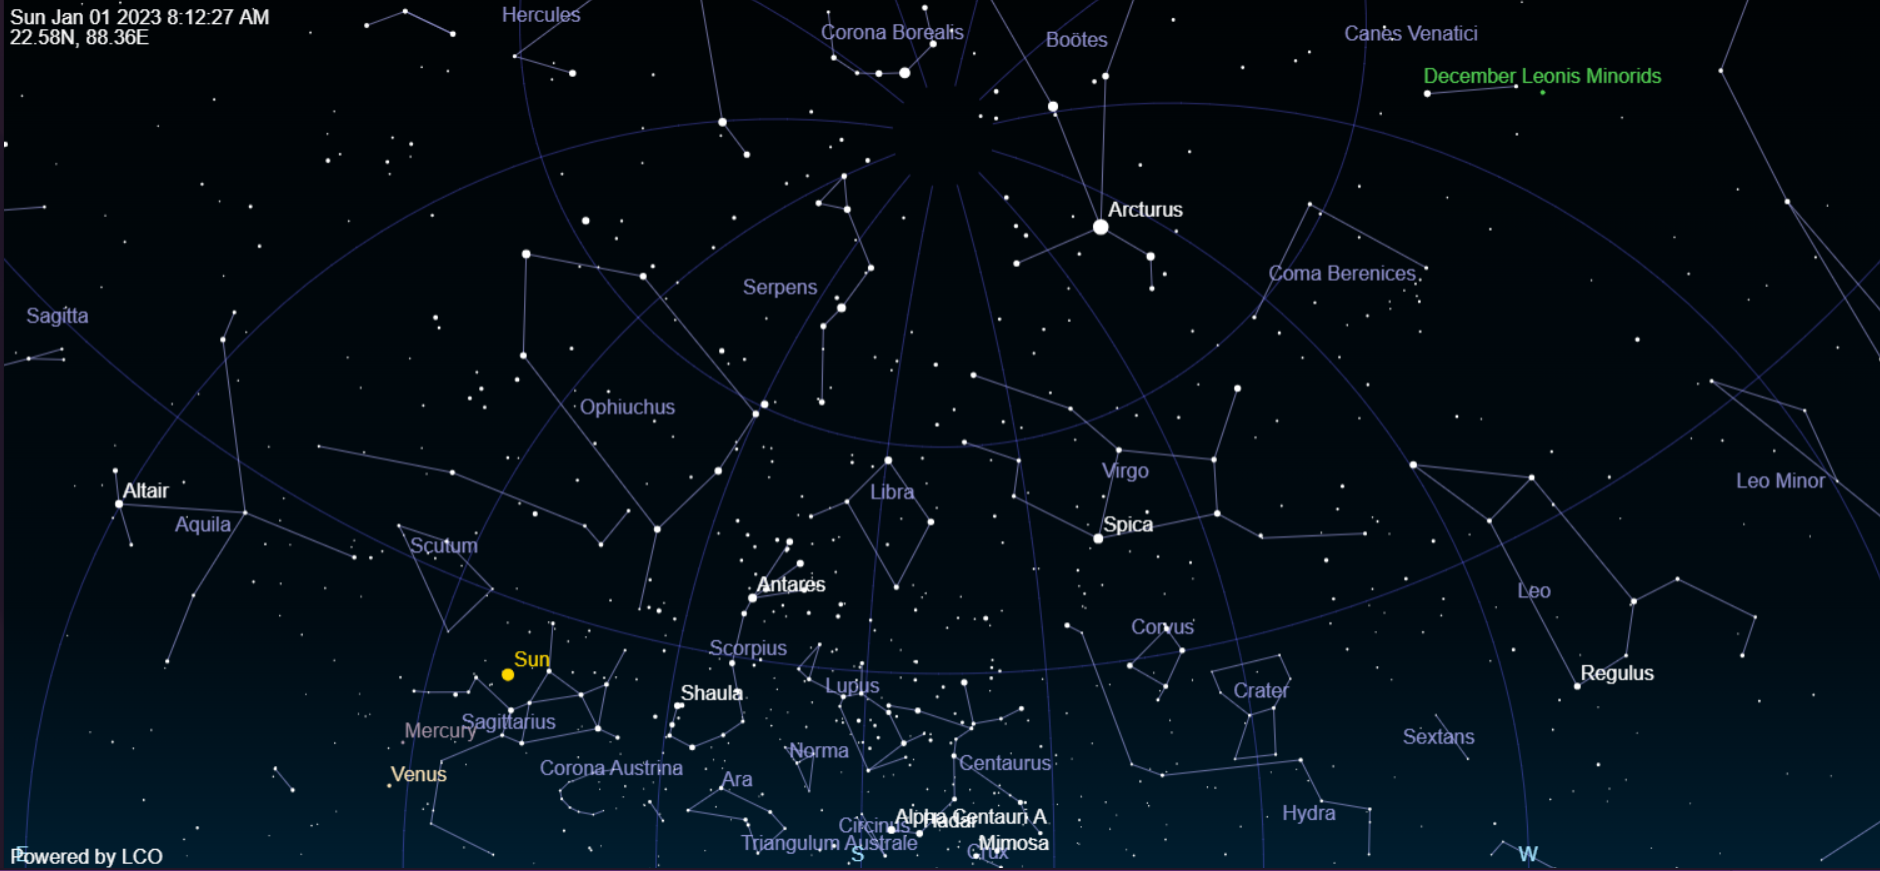 Sun Jan 01 2023 8:12:27 AM
22.58N, 88.36E
Hercules
Corona Borealis
Boötes
Canes Venatici
December Leonis Minorids
Arcturus
Serpens
Coma Berenices
Sagitta
Ophiuchus
Virgo
Leo Minor
Altair
Libra
Aquila
Spica
Scutum
Antares
Leo
Corvus
Scorpius
Sun
Regulus
Shaula
Lupus
Crater
Sagittarius
Mercury
Sextans
Norma
Centaurus
Venus
Corona Austrina
Ara
Hydra
Alpha Centauri A
Hadar
Circinus
Triangulum Australe
Mimosa
Crux
E
S
W
Powered by LCO